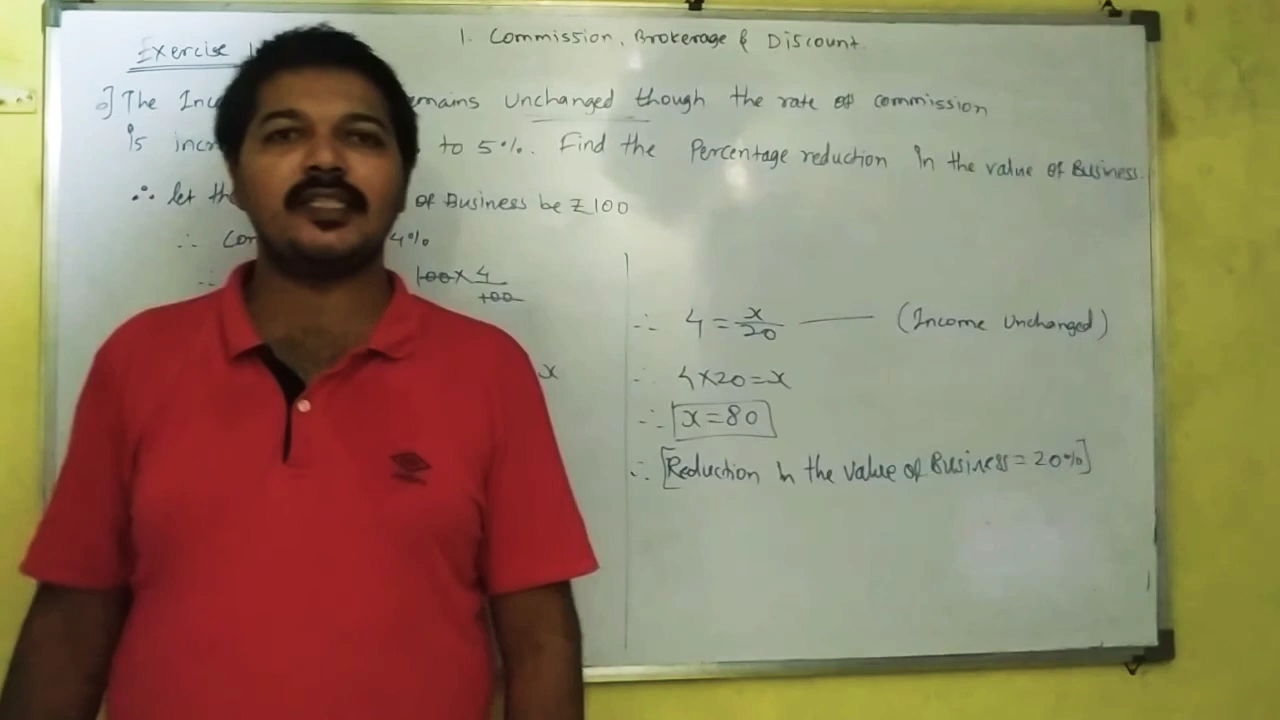 1. Commission, Brokerage & Discount
Exercise 1
6] The Inc mains Unchanged though the rate of commission
Is incr to 5%. Find the Percentage reduction in the value of Business.
∴ let the of Business be ₹100
∴ Com 4%
∴ 100 × 4/100
x
∴ 4 = x/20 —— (Income Unchanged)
∴ 4×20=x
∴ x=80
∴ [Reduction in the value of Business = 20%]